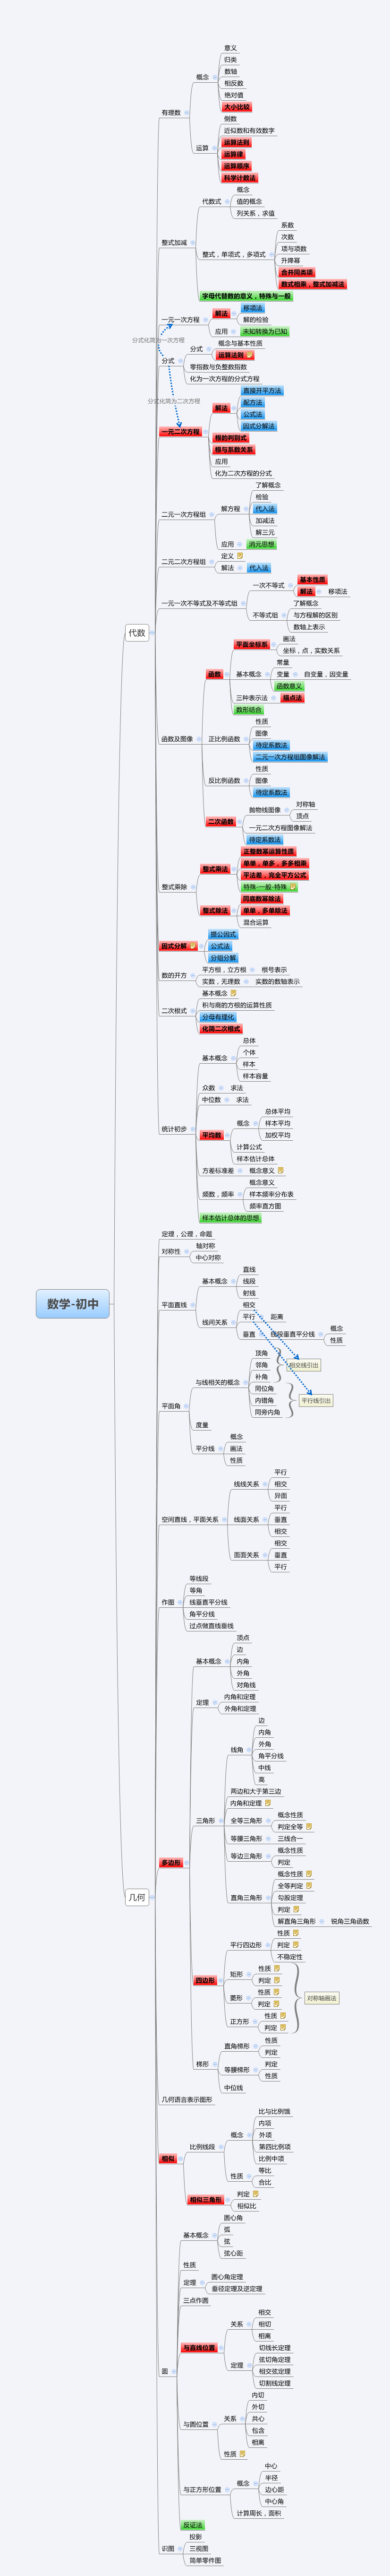 意义
归类
数轴
概念
相反数
绝对值
大小比较
有理数
倒数
近似数和有效数字
运算法则
运算
运算律
运算顺序
科学计数法
概念
代数式
值的概念
列关系，求值
系数
次数
整式加减
项与项数
整式，单项式，多项式
升降幂
合并同类项
数式相乘，整式加减法
字母代替数的意义，特殊与一般
移项法
解法
一元一次方程
解的检验
应用
未知转换为已知
分式化简为一次方程
概念与基本性质
分式
运算法则
分式
零指数与负整数指数
化为一次方程的分式方程
直接开平方法
分式化简为二次方程
配方法
解法
公式法
因式分解法
一元二次方程
根的判别式
根与系数关系
应用
化为二次方程的分式
了解概念
检验
解方程
代入法
二元一次方程组
加减法
解三元
应用
消元思想
定义
二元二次方程组
解法
代入法
基本性质
一次不等式
解法
移项法
一元一次不等式及不等式组
了解概念
不等式组
与方程解的区别
数轴上表示
代数
画法
平面坐标系
坐标，点，实数关系
常量
函数
基本概念
变量
自变量，因变量
函数意义
三种表示法
描点法
数形结合
性质
图像
函数及图像
正比例函数
待定系数法
二元一次方程组图像解法
性质
反比例函数
图像
待定系数法
对称轴
抛物线图像
顶点
二次函数
一元二次方程图像解法
待定系数法
正整数幂运算性质
单单，单多，多多相乘
整式乘法
平法差，完全平方公式
特殊-一般-特殊
整式乘除
同底数幂除法
整式除法
单单，多单除法
混合运算
提公因式
因式分解
公式法
分组分解
平方根，立方根
根号表示
数的开方
实数，无理数
实数的数轴表示
基本概念
积与商的方根的运算性质
二次根式
分母有理化
化简二次根式
总体
个体
基本概念
样本
样本容量
众数
求法
中位数
求法
总体平均
概念
样本平均
统计初步
平均数
加权平均
计算公式
样本估计总体
方差标准差
概念意义
概念意义
频数，频率
样本频率分布表
频率直方图
样本估计总体的思想
定理，公理，命题
轴对称
对称性
中心对称
直线
基本概念
线段
射线
数学-初中
平面直线
相交
线间关系
平行
距离
垂直
线段垂直平分线
概念
性质
顶角
邻角
相交线引出
补角
与线相关的概念
同位角
内错角
平行线引出
同旁内角
平面角
度量
概念
平分线
画法
性质
平行
线线关系
相交
异面
平行
空间直线，平面关系
线面关系
垂直
相交
相交
面面关系
垂直
平行
等线段
等角
作图
线垂直平分线
角平分线
过点做直线垂线
顶点
边
基本概念
内角
外角
对角线
内角和定理
定理
外角和定理
边
内角
外角
线角
角平分线
中线
高
两边和大于第三边
内角和定理
概念性质
三角形
全等三角形
判定全等
等腰三角形
三线合一
概念性质
等边三角形
判定
多边形
概念性质
全等判定
直角三角形
勾股定理
判定
几何
解直角三角形
锐角三角函数
性质
平行四边形
判定
不稳定性
性质
矩形
判定
四边形
性质
对称轴画法
菱形
判定
性质
正方形
判定
性质
直角梯形
判定
梯形
判定
等腰梯形
性质
中位线
几何语言表示图形
比与比例项
内项
概念
外项
比例线段
第四比例项
比例中项
相似
等比
性质
合比
判定
相似三角形
相似比
圆心角
弧
基本概念
弦
弦心距
性质
圆心角定理
定理
垂径定理及逆定理
三点作圆
相交
关系
相切
相离
与直线位置
切线长定理
弦切角定理
定理
相交弦定理
圆
切割线定理
内切
外切
关系
共心
与圆位置
包含
相离
性质
中心
半径
概念
边心距
与正方形位置
中心角
计算周长，面积
反证法
投影
识图
三视图
简单零件图